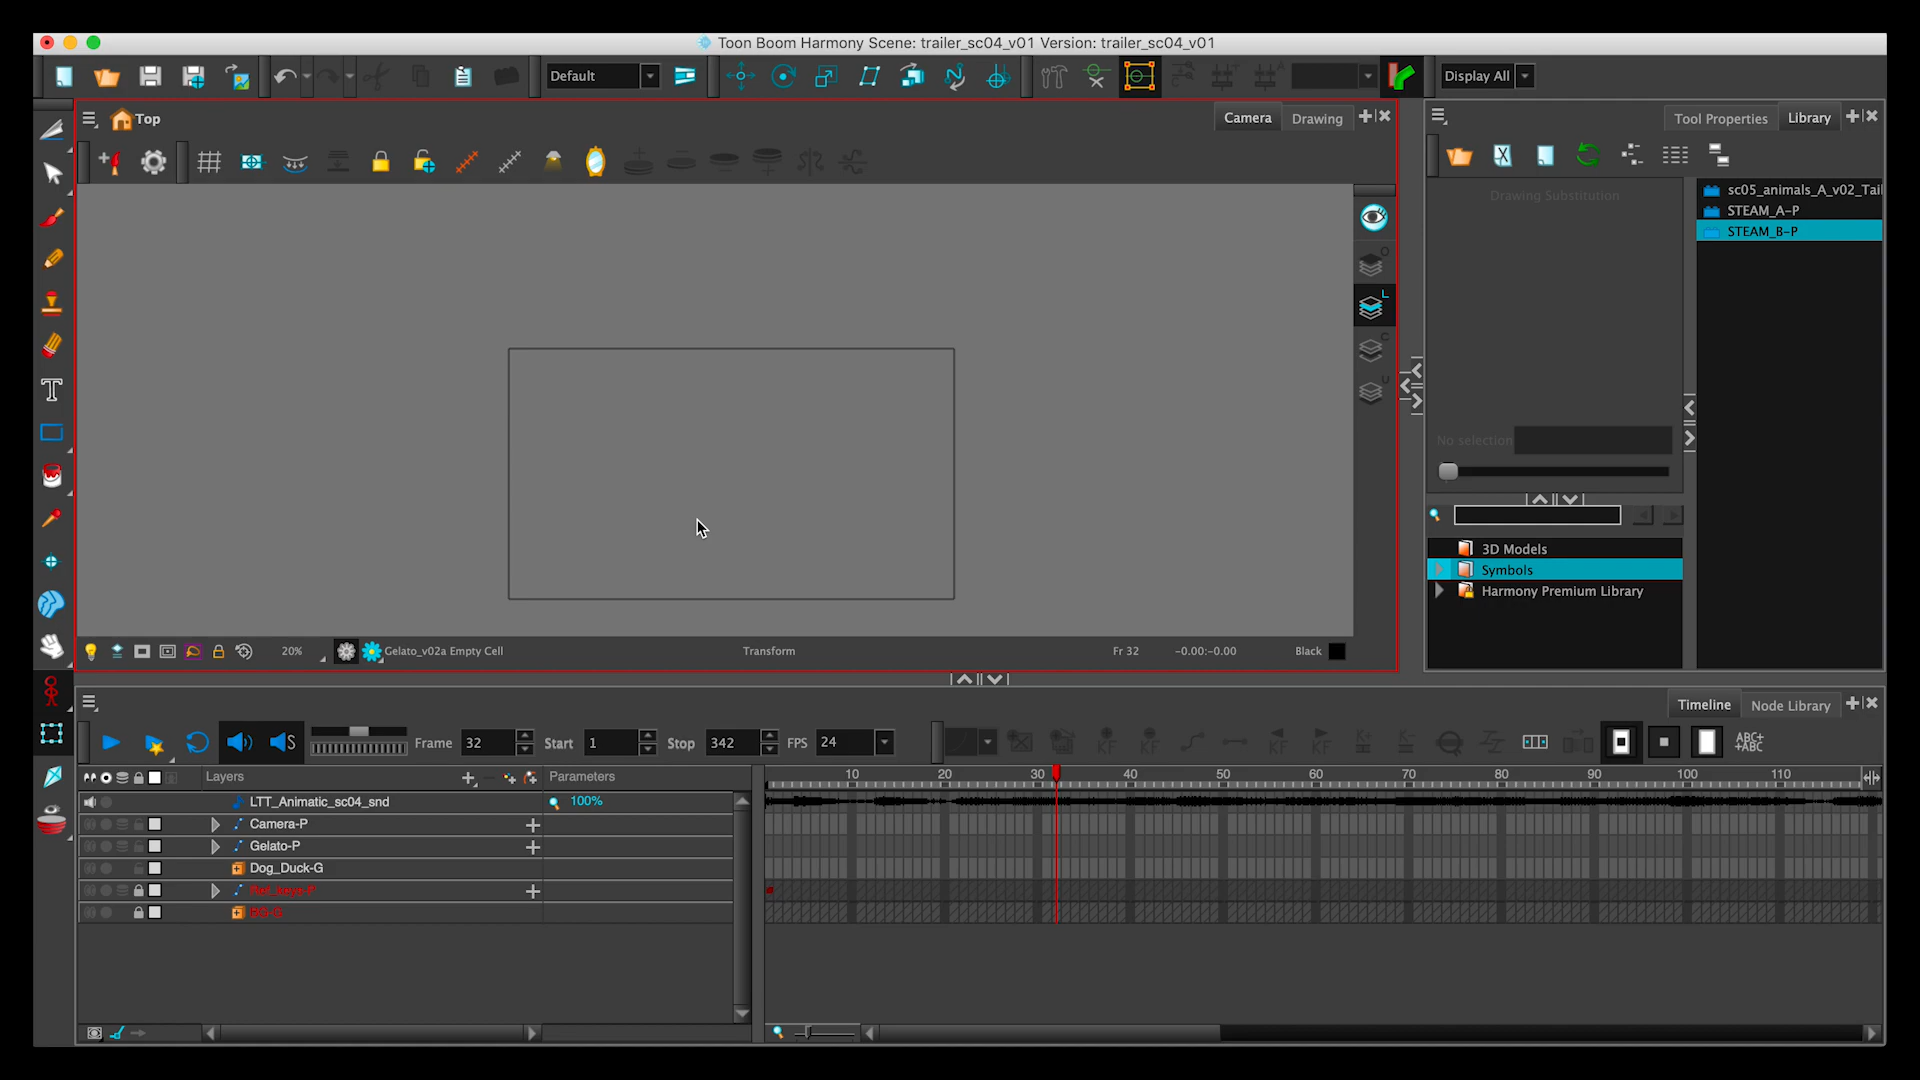 Toon Boom Harmony Scene: trailer_sc04_v01 Version: trailer_sc04_v01
Default
Display All
Top
Camera
Drawing
Tool Properties
Library
Drawing Substitution
sc05_animals_A_v02_Tail
STEAM_A-P
STEAM_B-P
O
L
C
U
No selection
3D Models
Symbols
Harmony Premium Library
20%
Gelato_v02a Empty Cell
Transform
Fr 32
-0.00:-0.00
Black
Timeline
Node Library
Frame 32
Start 1
Stop 342
FPS 24
ABC+
+ABC
Layers
Parameters
10 20 30 40 50 60 70 80 90 100 110
LTT_Animatic_sc04_snd
100%
Camera-P
Gelato-P
Dog_Duck-G
BG-G